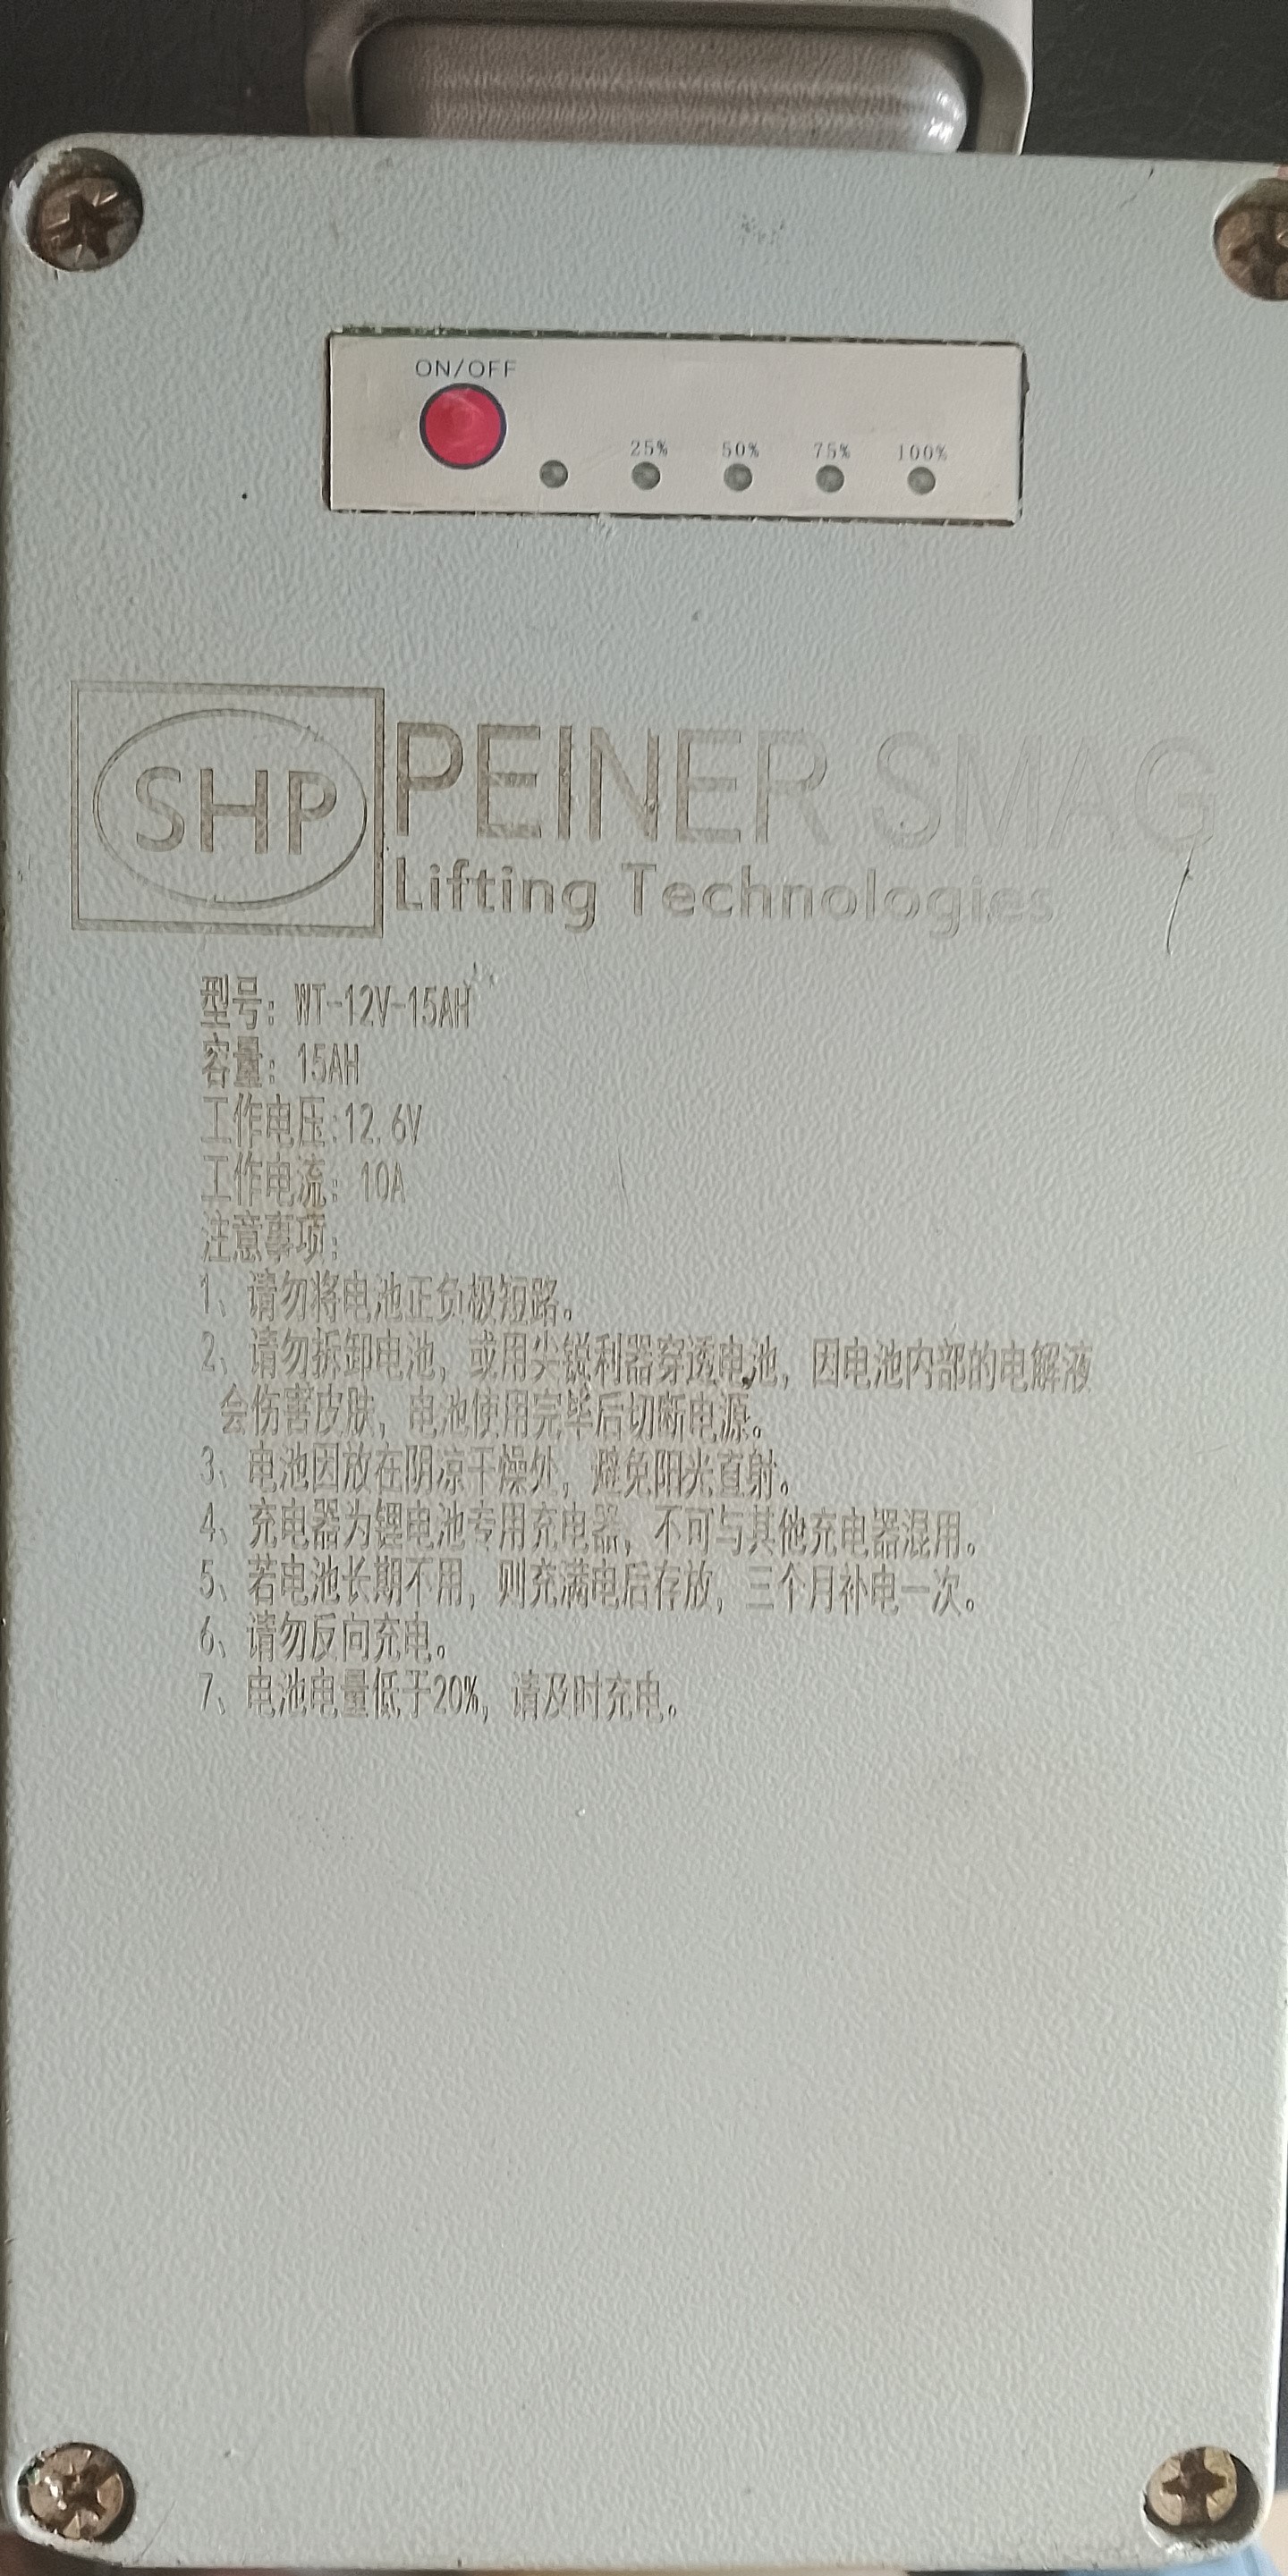 ON/OFF
25% 50% 75% 100%
SHP PEINER SMAG
Lifting Technologies
型号: WT-12V-15AH
容量: 15AH
工作电压:12.6V
工作电流: 10A
注意事项:
1、请勿将电池正负极短路。
2、请勿拆卸电池，或用尖锐利器穿透电池，因电池内部的电解液
会伤害皮肤，电池使用完毕后切断电源。
3、电池因放在阴凉干燥处，避免阳光直射。
4、充电器为锂电池专用充电器，不可与其他充电器混用。
5、若电池长期不用，则充满电后存放，三个月补电一次。
6、请勿反向充电。
7、电池电量低于20%，请及时充电。